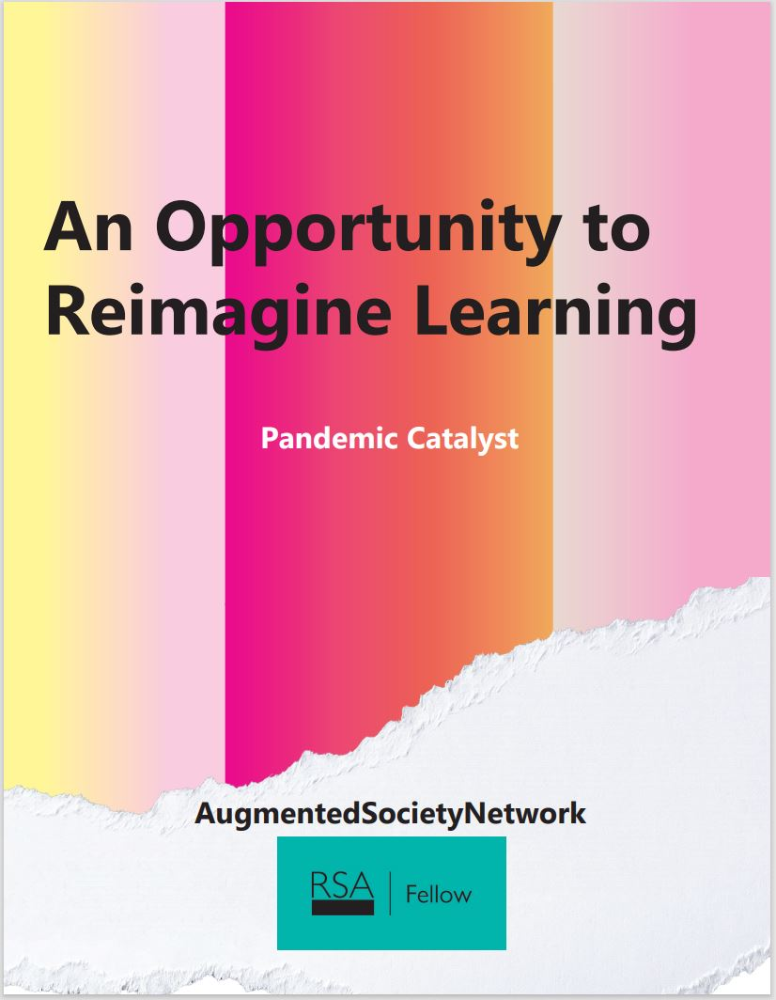 An Opportunity to
Reimagine Learning
Pandemic Catalyst
AugmentedSocietyNetwork
RSA | Fellow